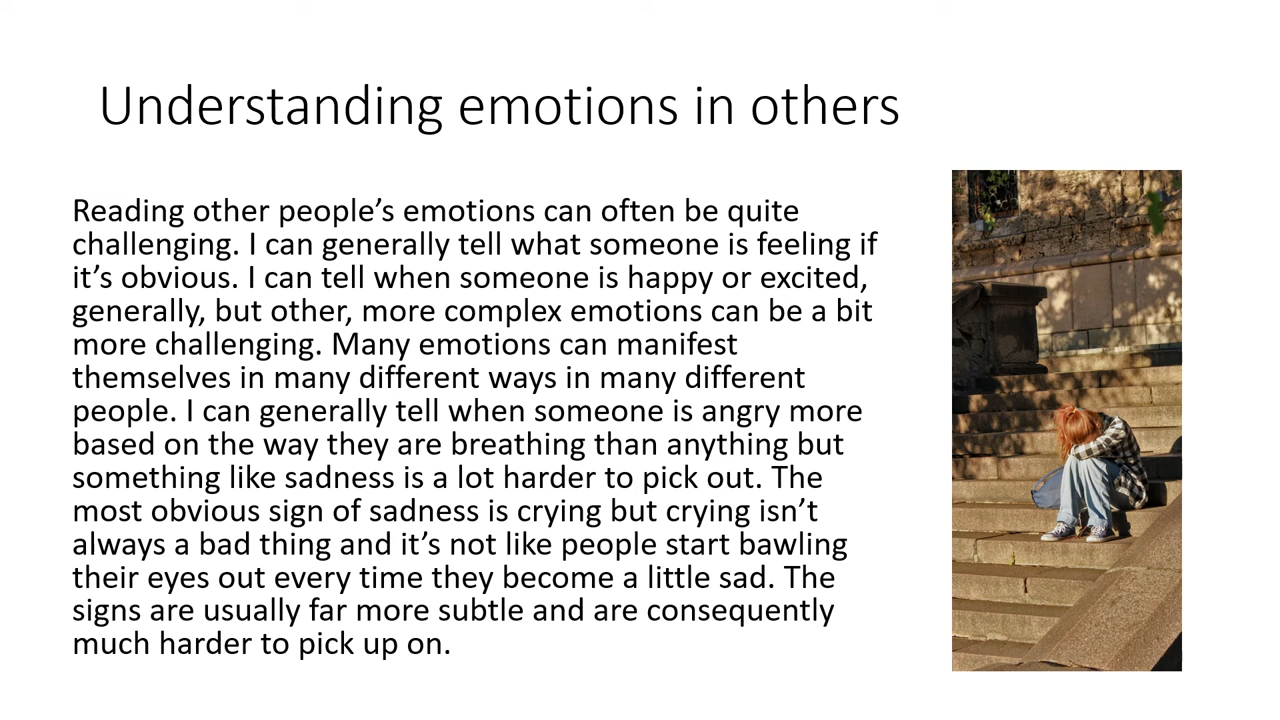 Understanding emotions in others
Reading other people’s emotions can often be quite
challenging. I can generally tell what someone is feeling if
it’s obvious. I can tell when someone is happy or excited,
generally, but other, more complex emotions can be a bit
more challenging. Many emotions can manifest
themselves in many different ways in many different
people. I can generally tell when someone is angry more
based on the way they are breathing than anything but
something like sadness is a lot harder to pick out. The
most obvious sign of sadness is crying but crying isn’t
always a bad thing and it’s not like people start bawling
their eyes out every time they become a little sad. The
signs are usually far more subtle and are consequently
much harder to pick up on.